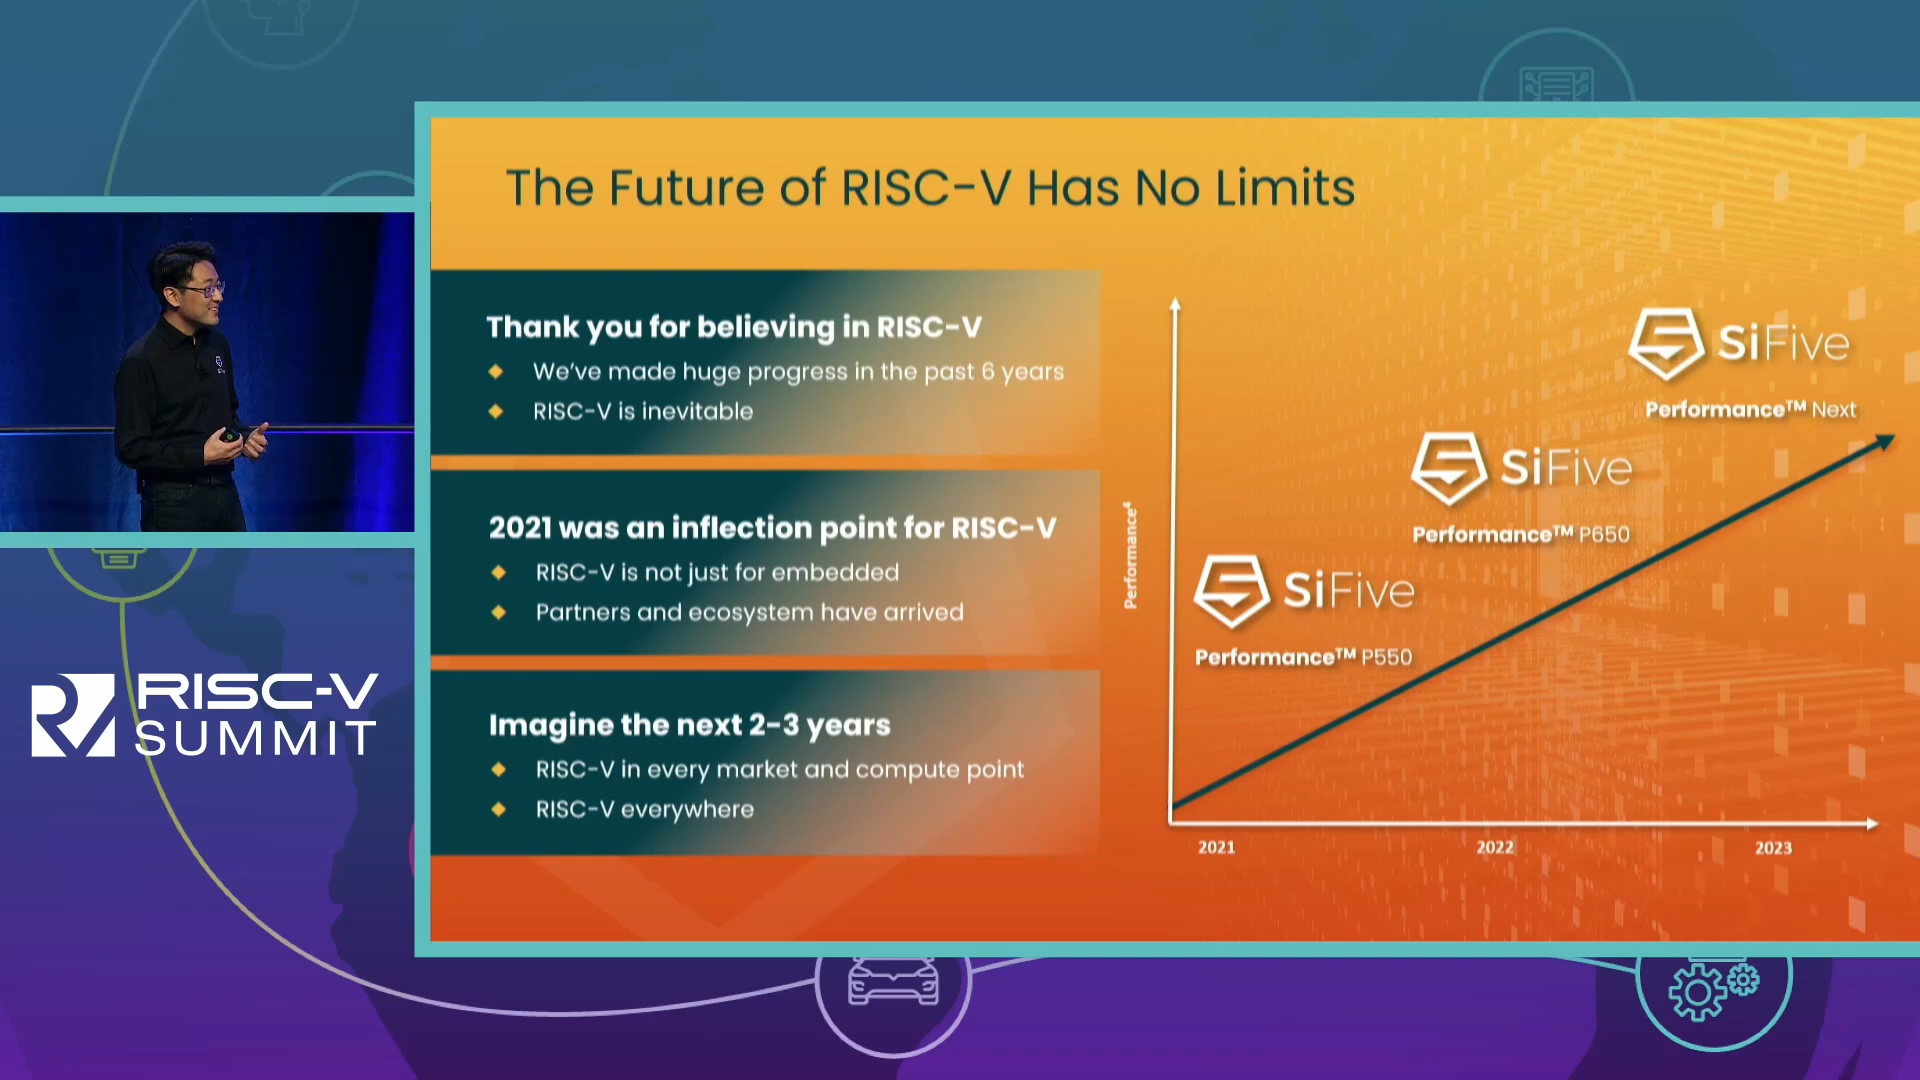 The Future of RISC-V Has No Limits
Thank you for believing in RISC-V
We've made huge progress in the past 6 years
RISC-V is inevitable
2021 was an inflection point for RISC-V
RISC-V is not just for embedded
Partners and ecosystem have arrived
Imagine the next 2-3 years
RISC-V in every market and compute point
RISC-V everywhere
Performance⁴
SiFive
Performance™ P550
SiFive
Performance™ P650
SiFive
Performance™ Next
2021
2022
2023
RISC-V
SUMMIT